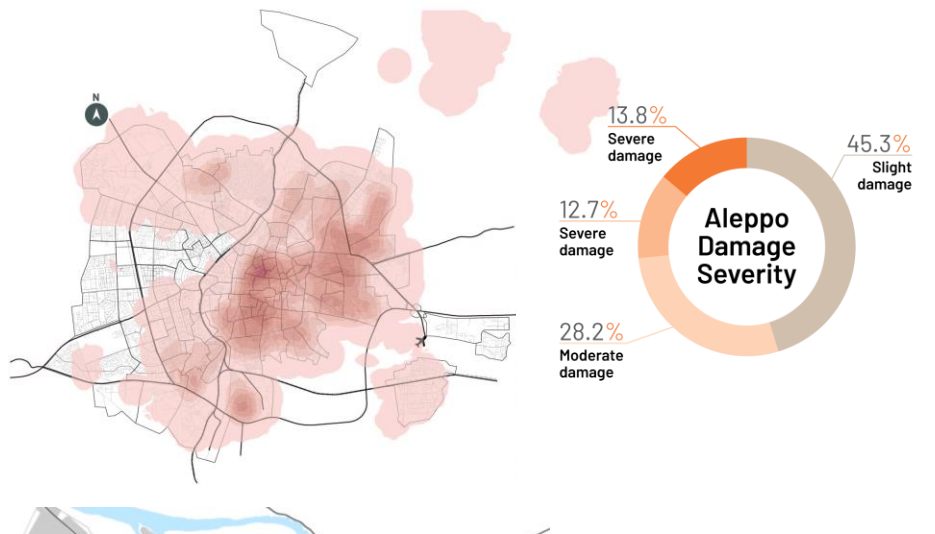 N
13.8%
Severe
damage
45.3%
Slight
damage
12.7%
Severe
damage
Aleppo
Damage
Severity
28.2%
Moderate
damage